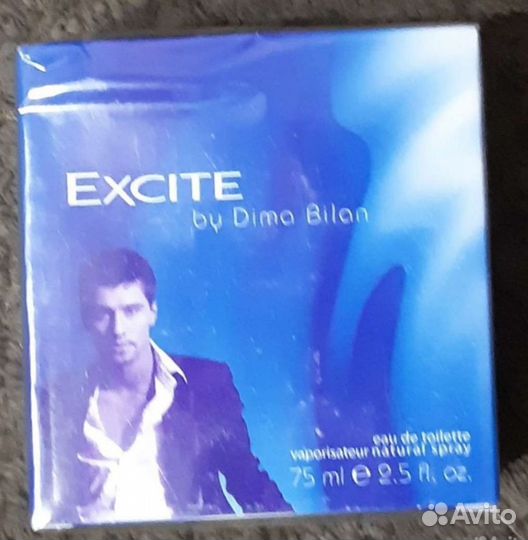 EXCITE
by Dima Bilan
eau de toilette
vaporisateur natural spray
75 ml ℮ 2.5 fl. oz.
Avito